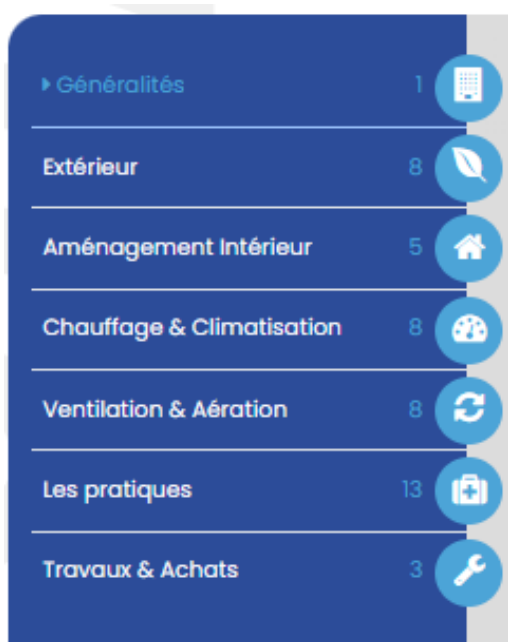 Généralités 1
Extérieur 8
Aménagement Intérieur 5
Chauffage & Climatisation 8
Ventilation & Aération 8
Les pratiques 13
Travaux & Achats 3